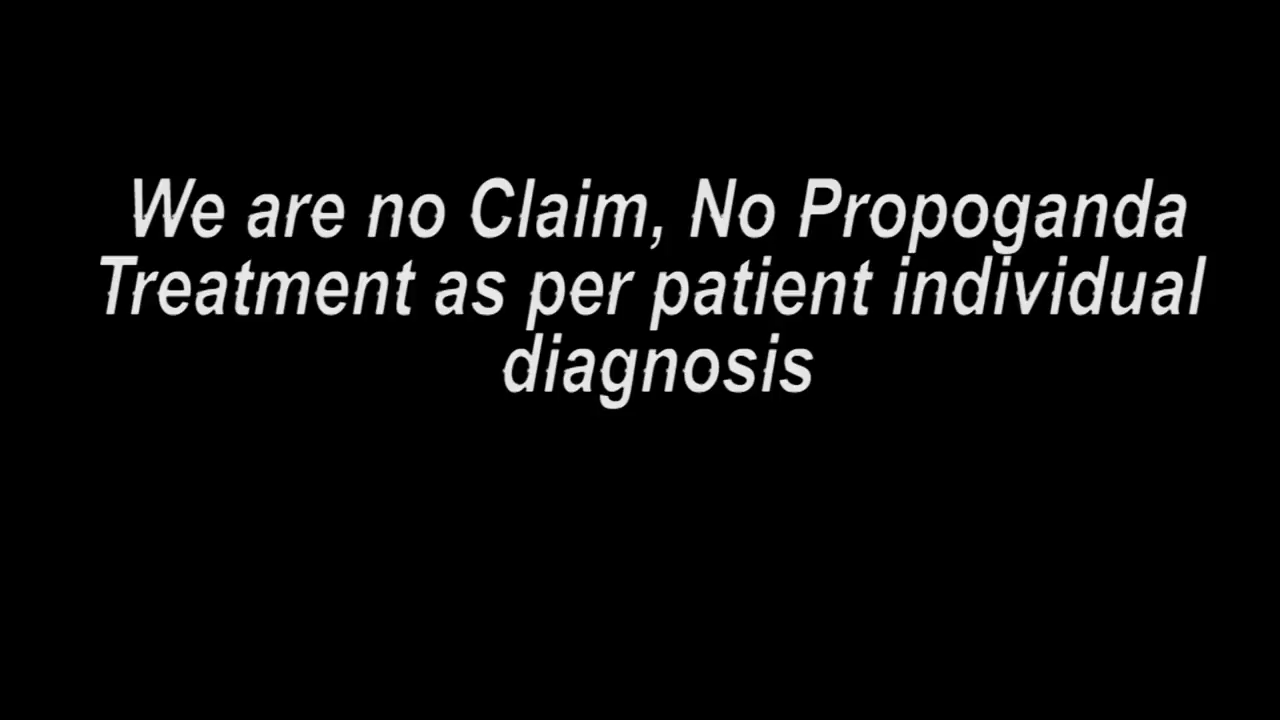 We are no Claim, No Propoganda
Treatment as per patient individual
diagnosis